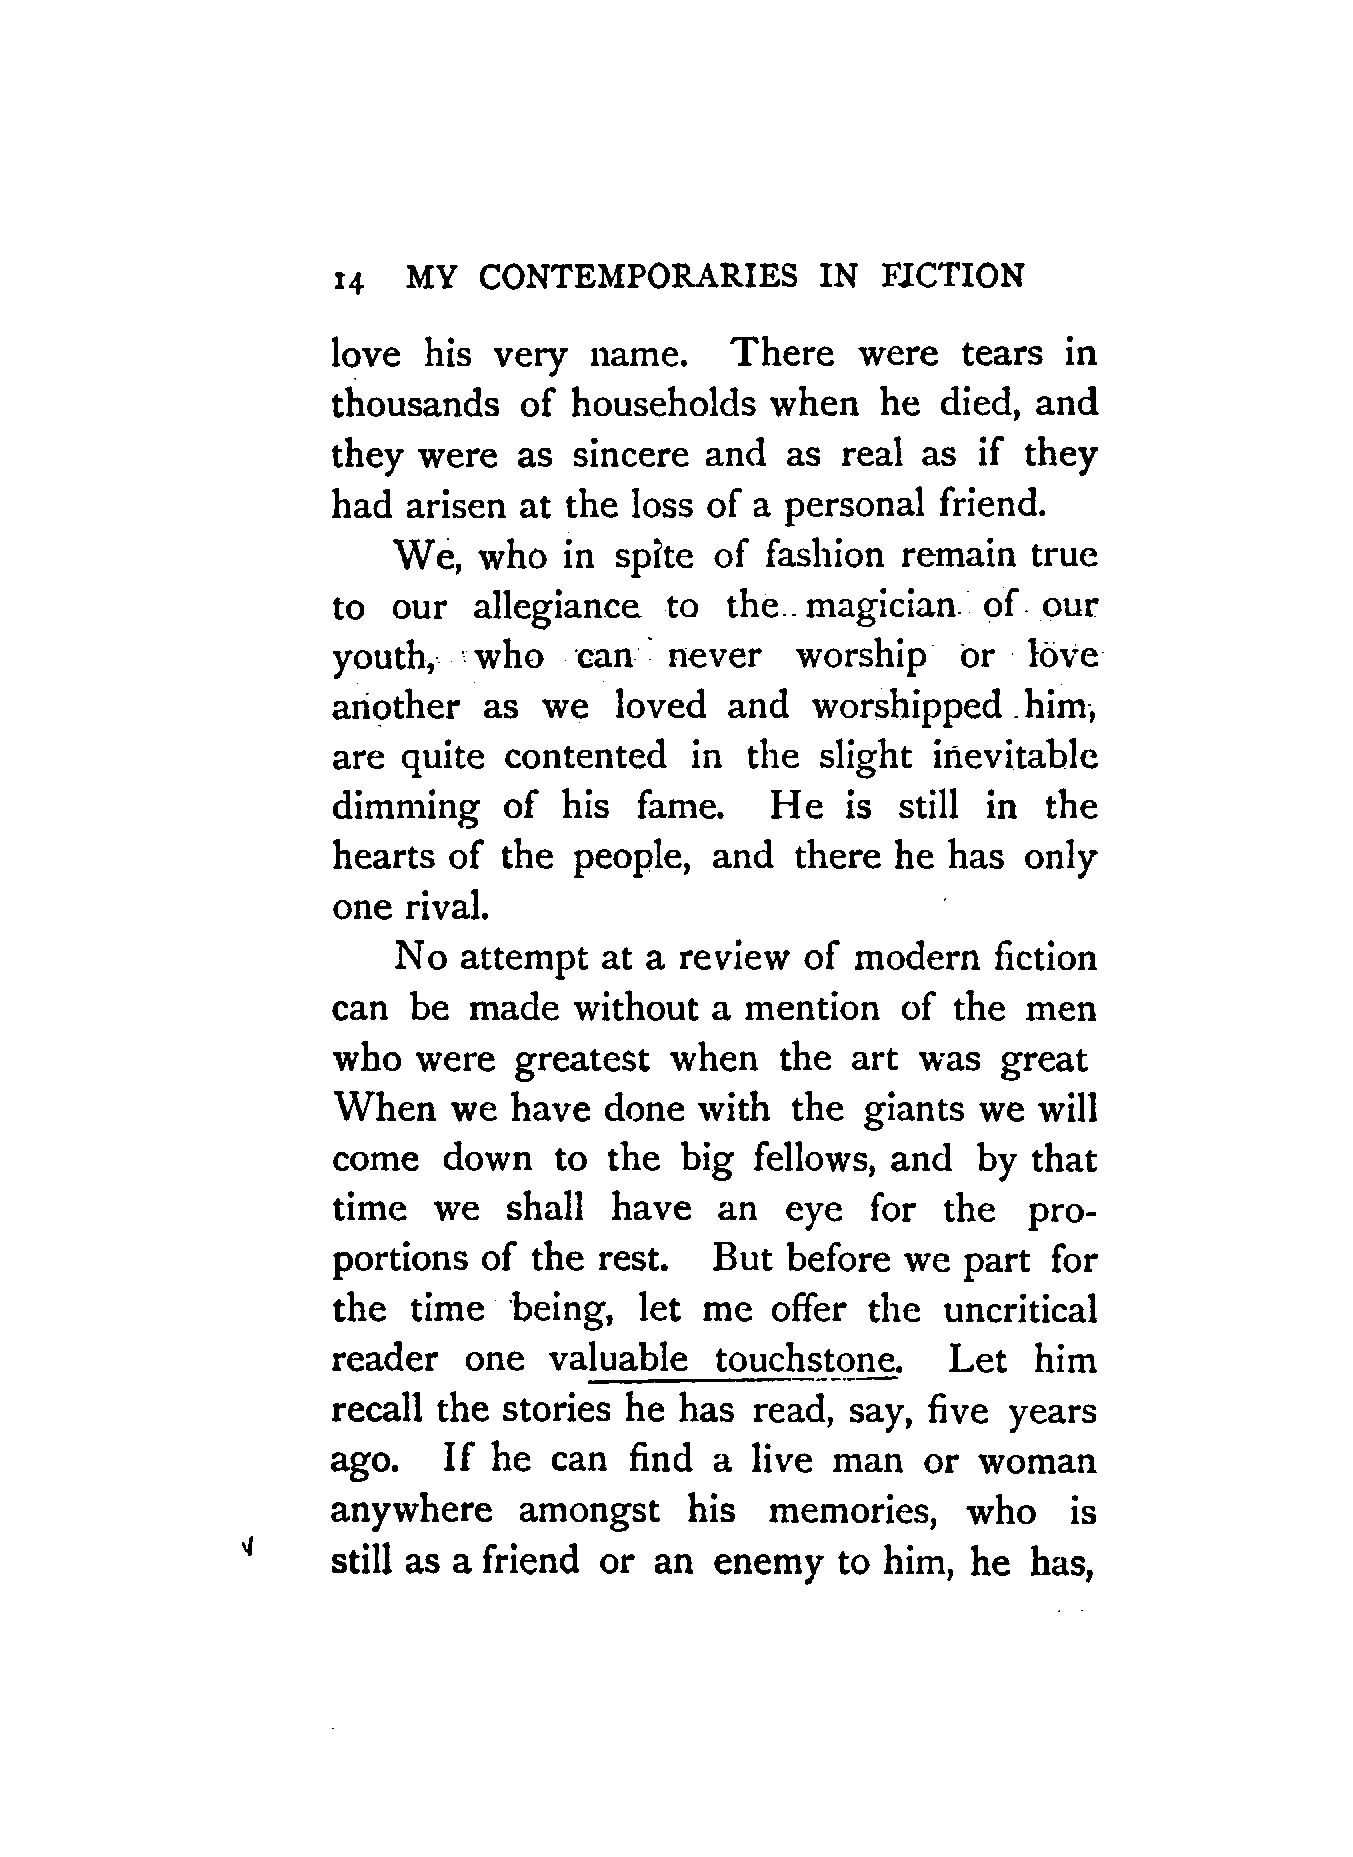 14 MY CONTEMPORARIES IN FICTION
love his very name. There were tears in
thousands of households when he died, and
they were as sincere and as real as if they
had arisen at the loss of a personal friend.
We, who in spite of fashion remain true
to our allegiance to the magician of our
youth, who can never worship or love
another as we loved and worshipped him,
are quite contented in the slight inevitable
dimming of his fame. He is still in the
hearts of the people, and there he has only
one rival.
No attempt at a review of modern fiction
can be made without a mention of the men
who were greatest when the art was great
When we have done with the giants we will
come down to the big fellows, and by that
time we shall have an eye for the pro-
portions of the rest. But before we part for
the time being, let me offer the uncritical
reader one valuable touchstone. Let him
recall the stories he has read, say, five years
ago. If he can find a live man or woman
anywhere amongst his memories, who is
still as a friend or an enemy to him, he has,